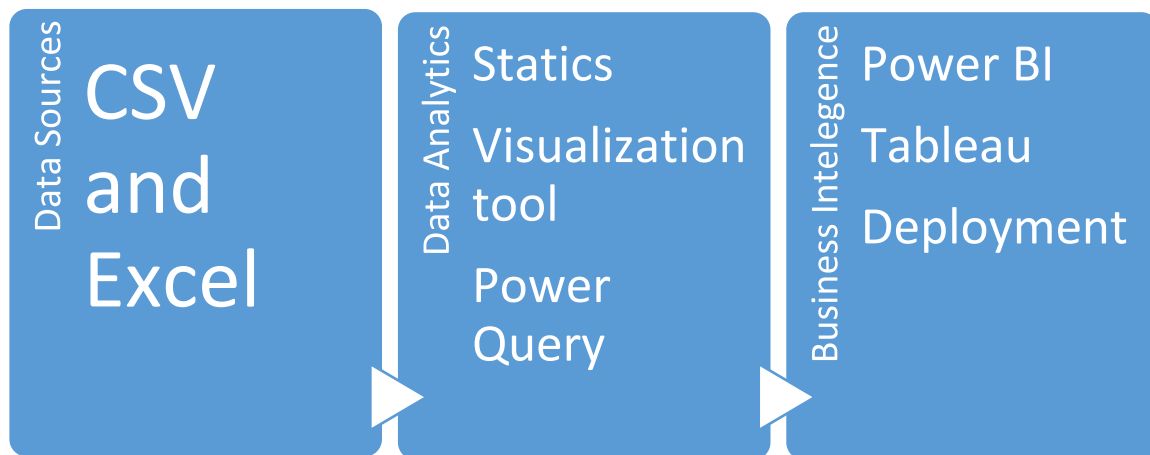 Data Sources
CSV
and
Excel
Data Analytics
Statics
Visualization
tool
Power
Query
Business Intelegence
Power BI
Tableau
Deployment